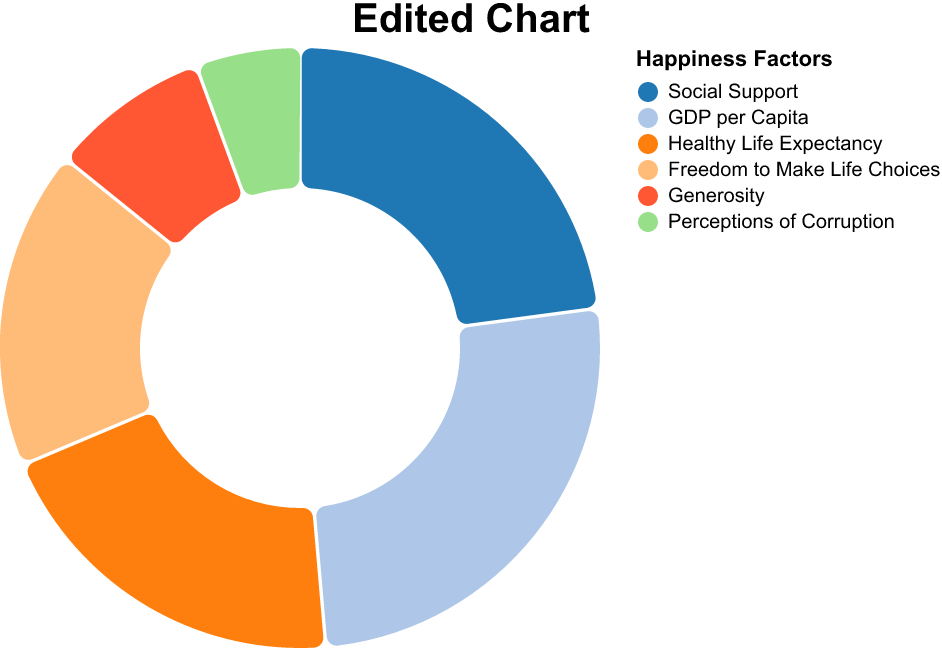 Edited Chart
Happiness Factors
Social Support
GDP per Capita
Healthy Life Expectancy
Freedom to Make Life Choices
Generosity
Perceptions of Corruption